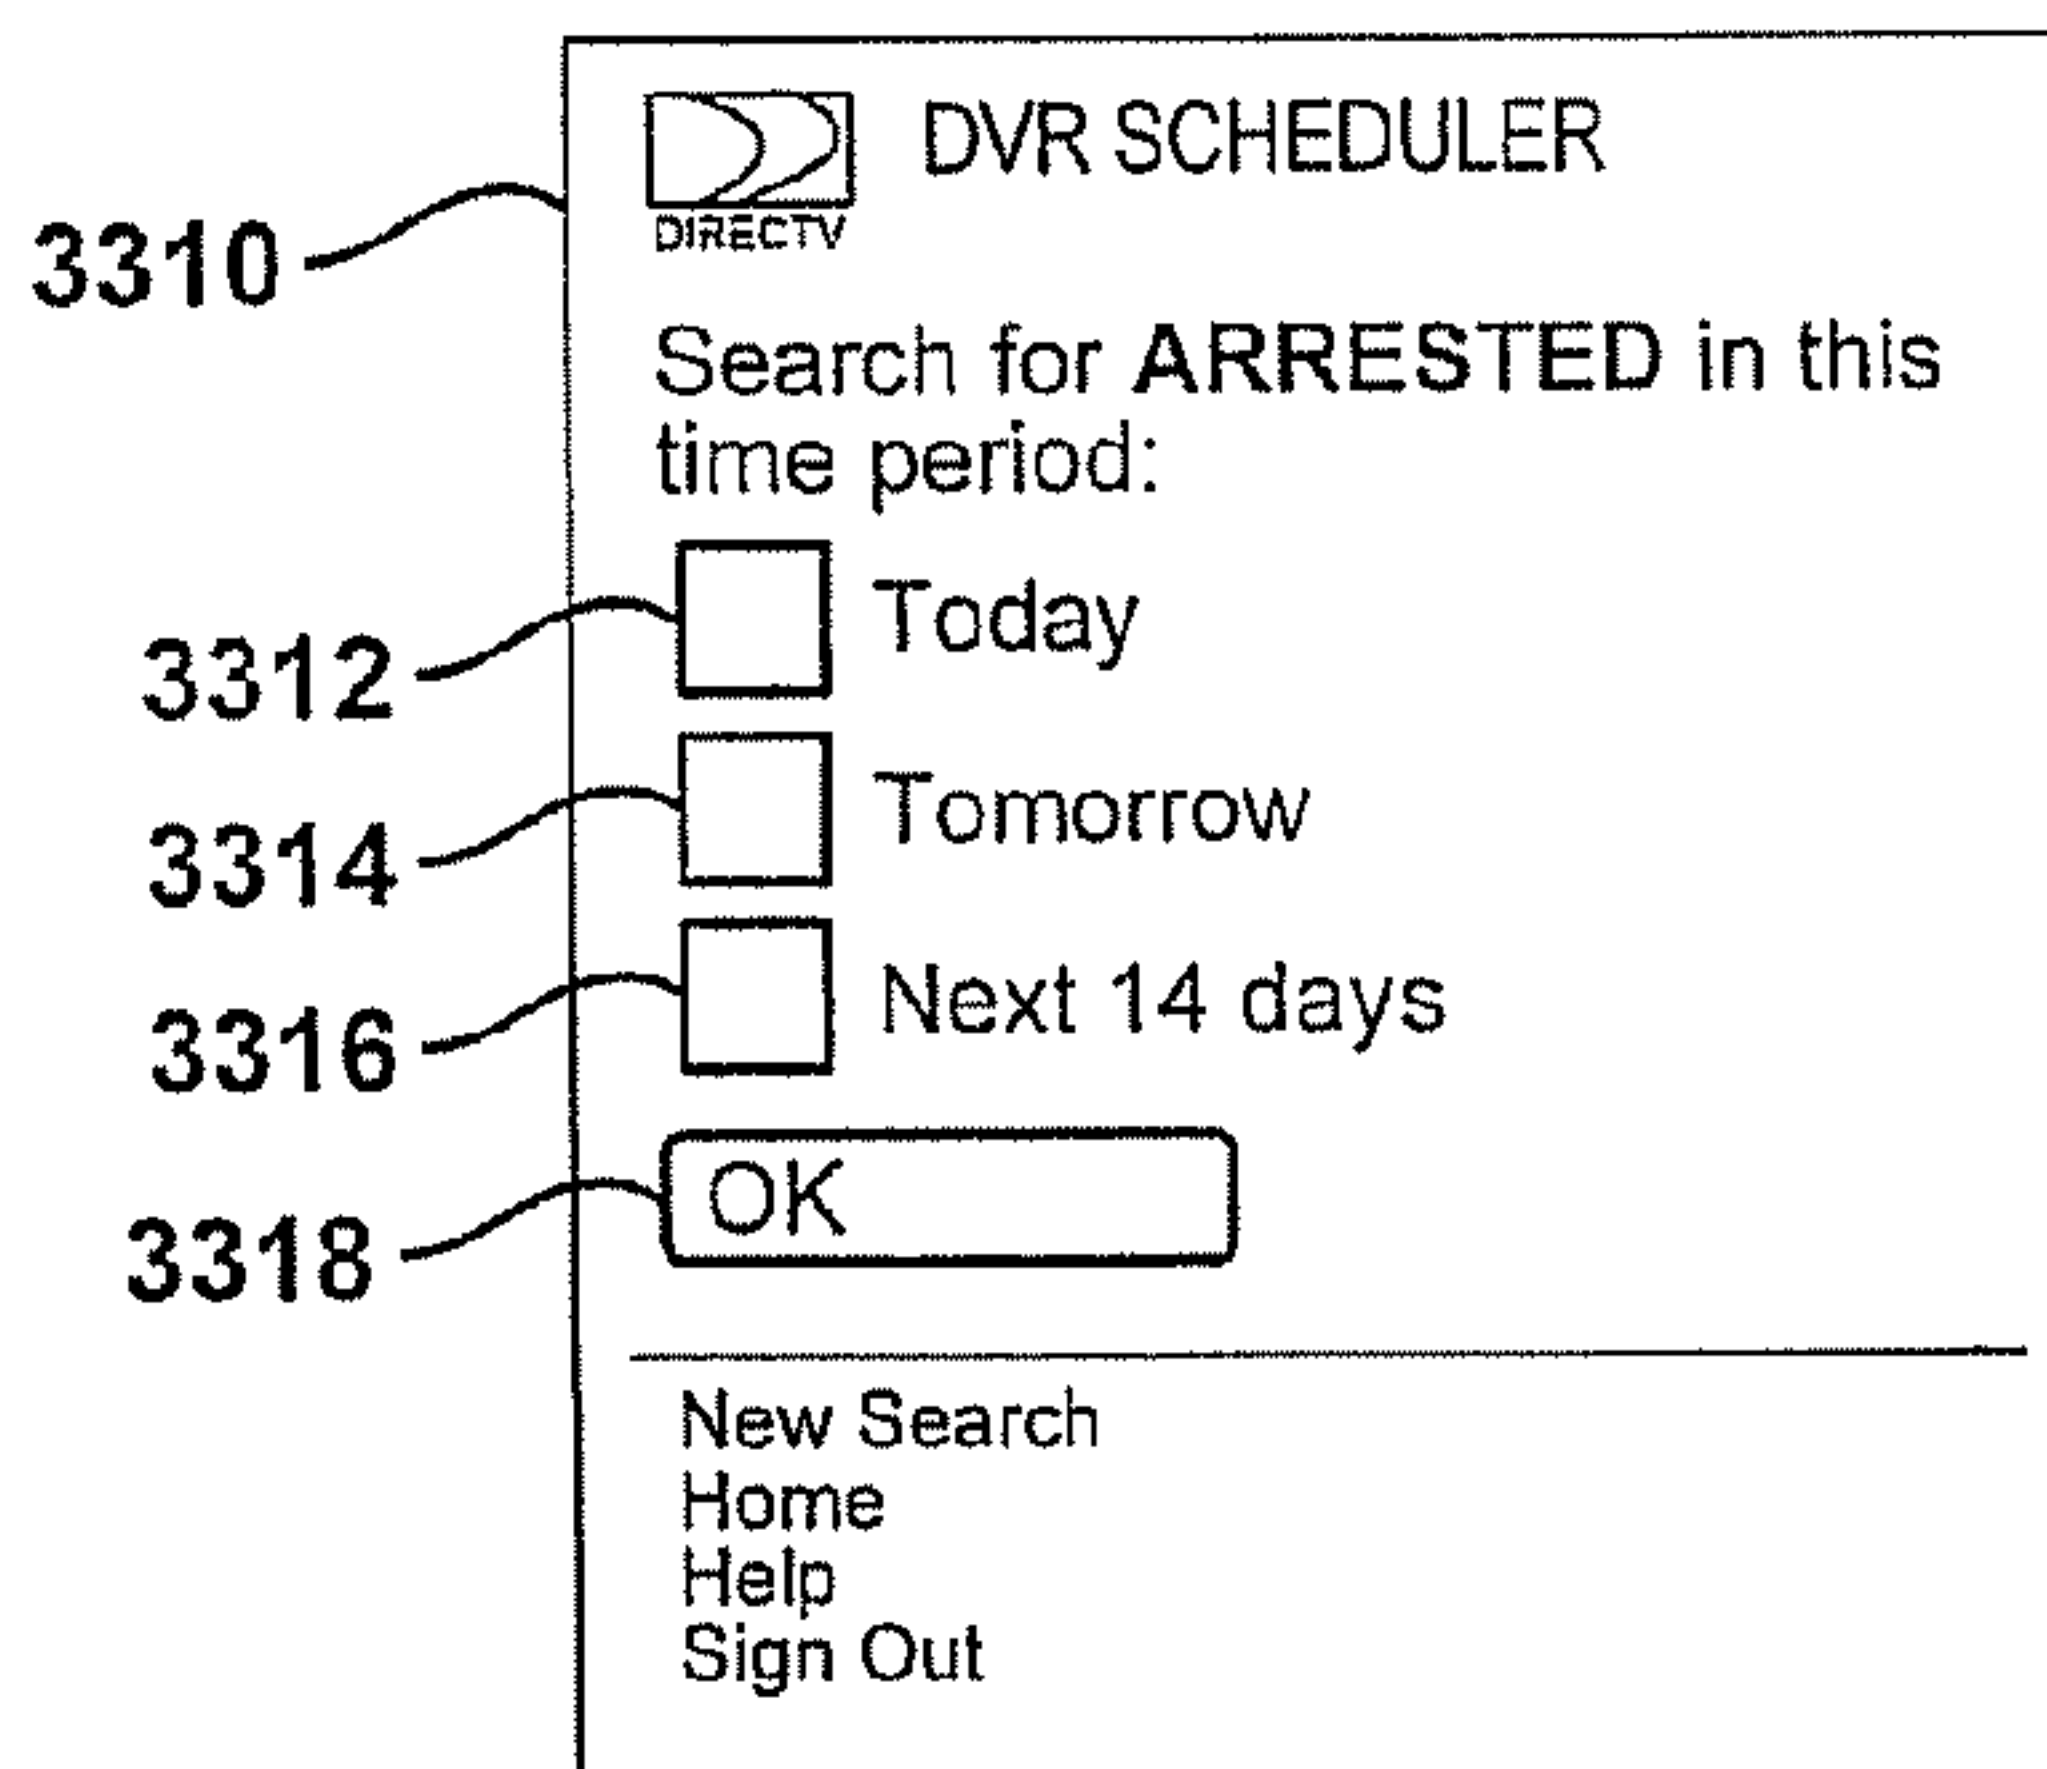 DVR SCHEDULER
DIRECTV
3310
Search for ARRESTED in this
time period:
Today
3312
Tomorrow
3314
Next 14 days
3316
OK
3318
New Search
Home
Help
Sign Out